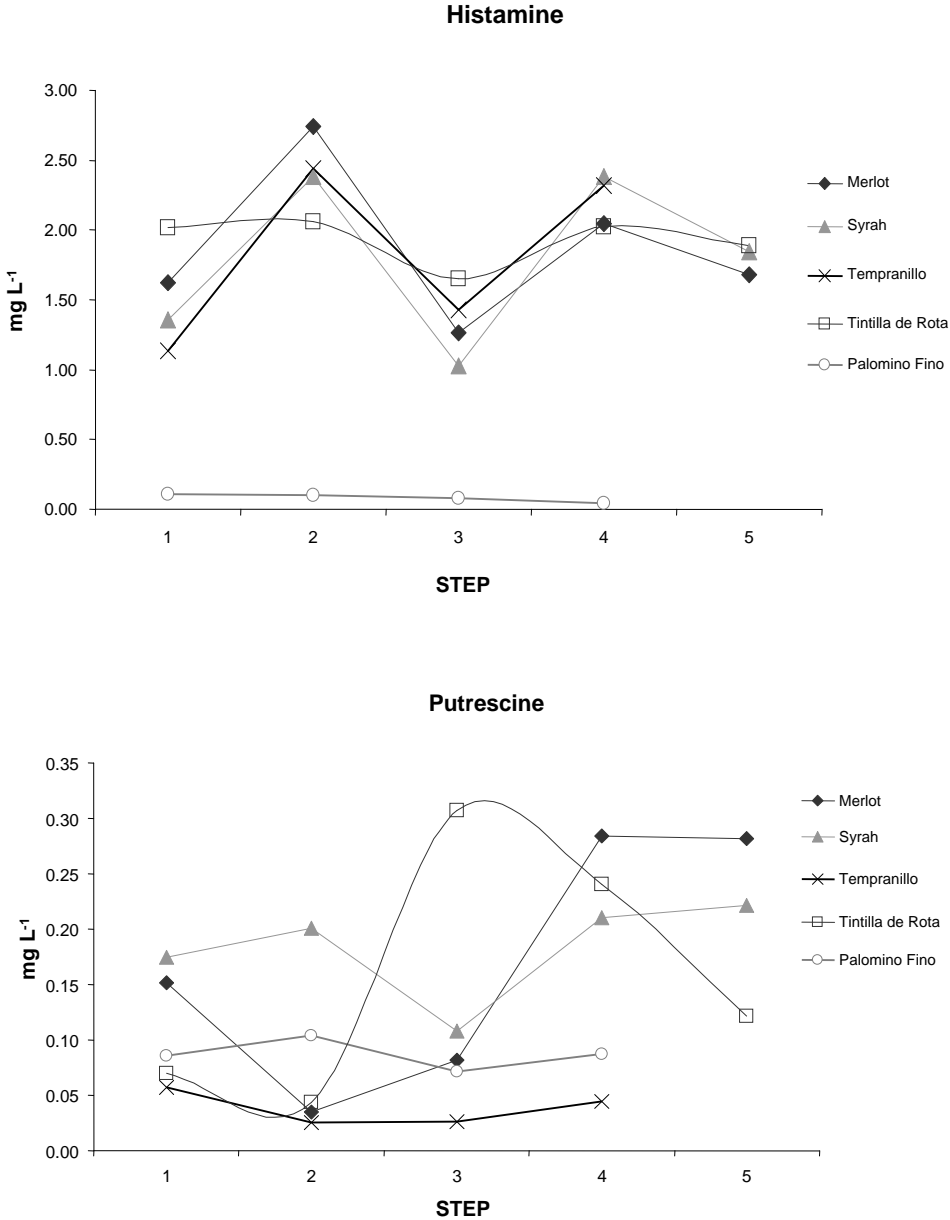 Histamine
3.00
2.50
2.00
1.50
1.00
0.50
0.00
mg L-1
1 2 3 4 5
STEP
Merlot
Syrah
Tempranillo
Tintilla de Rota
Palomino Fino
Putrescine
0.35
0.30
0.25
0.20
0.15
0.10
0.05
0.00
mg L-1
1 2 3 4 5
STEP
Merlot
Syrah
Tempranillo
Tintilla de Rota
Palomino Fino